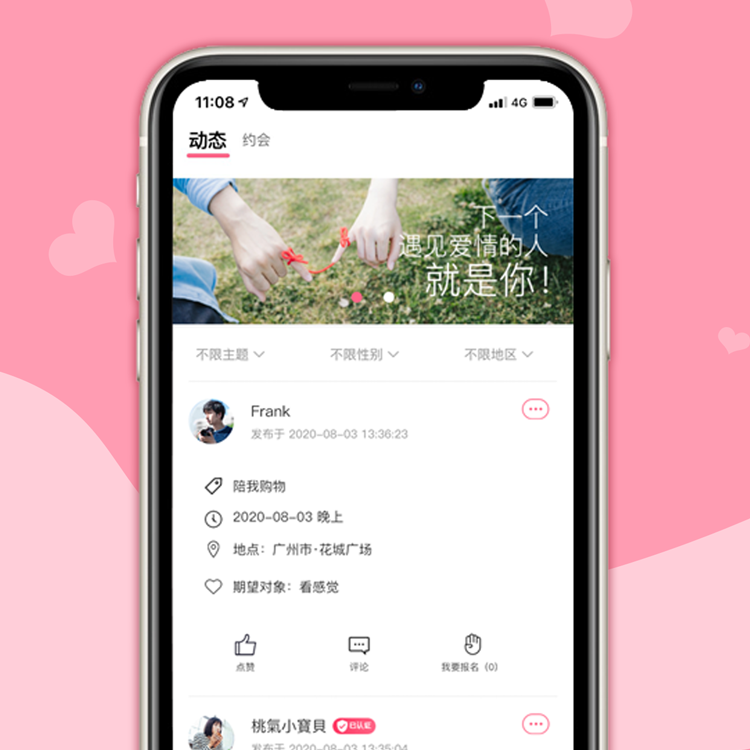 11:08
4G
动态 约会
下一个
遇见爱情的人
就是你!
不限主题 不限性别 不限地区
Frank
发布于 2020-08-03 13:36:23
陪我购物
2020-08-03 晚上
地点：广州市·花城广场
期望对象：看感觉
点赞 评论 我要报名（0）
桃氣小寶貝 已认证
发布于 2020-08-03 13:35:04